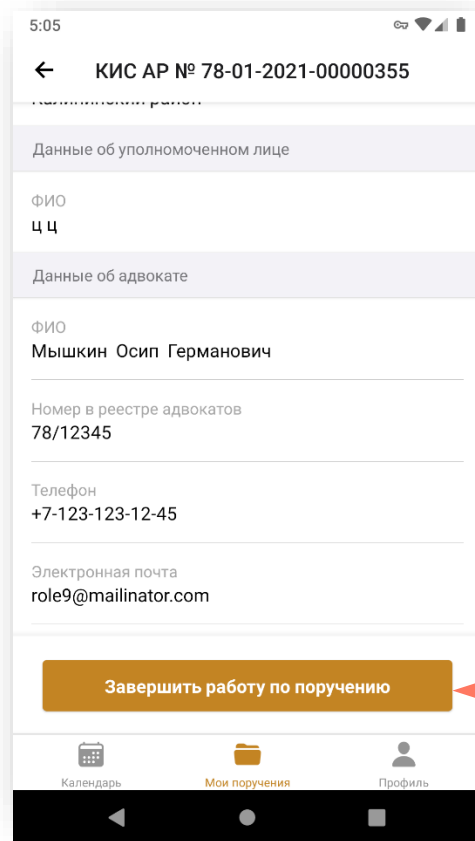 5:05
КИС АР № 78-01-2021-00000355
Калининский район
Данные об уполномоченном лице
ФИО
ц ц
Данные об адвокате
ФИО
Мышкин Осип Германович
Номер в реестре адвокатов
78/12345
Телефон
+7-123-123-12-45
Электронная почта
role9@mailinator.com
Завершить работу по поручению
Календарь
Мои поручения
Профиль